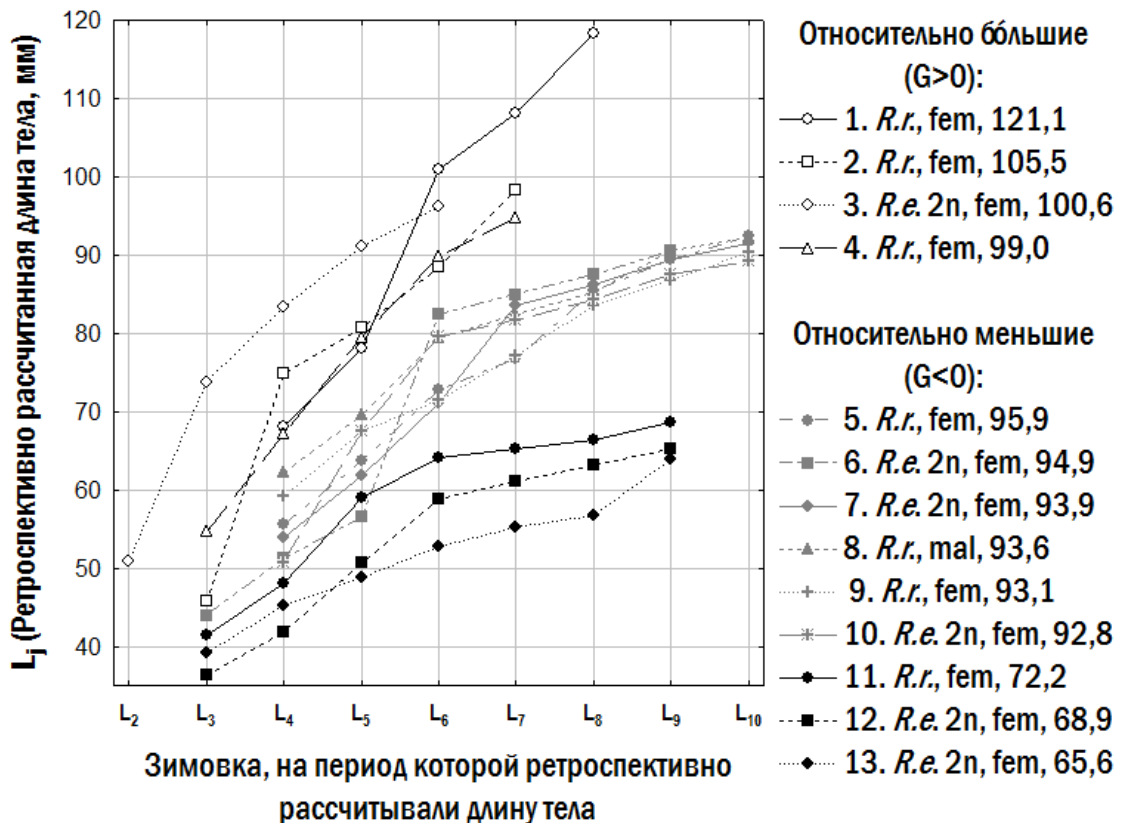 L_j (Ретроспективно рассчитанная длина тела, мм)
120
110
100
90
80
70
60
50
40
L₂ L₃ L₄ L₅ L₆ L₇ L₈ L₉ L₁₀
Зимовка, на период которой ретроспективно
рассчитывали длину тела
Относительно бо́льшие
(G>0):
1. R.r., fem, 121,1
2. R.r., fem, 105,5
3. R.e. 2n, fem, 100,6
4. R.r., fem, 99,0
Относительно меньшие
(G<0):
5. R.r., fem, 95,9
6. R.e. 2n, fem, 94,9
7. R.e. 2n, fem, 93,9
8. R.r., mal, 93,6
9. R.r., fem, 93,1
10. R.e. 2n, fem, 92,8
11. R.r., fem, 72,2
12. R.e. 2n, fem, 68,9
13. R.e. 2n, fem, 65,6